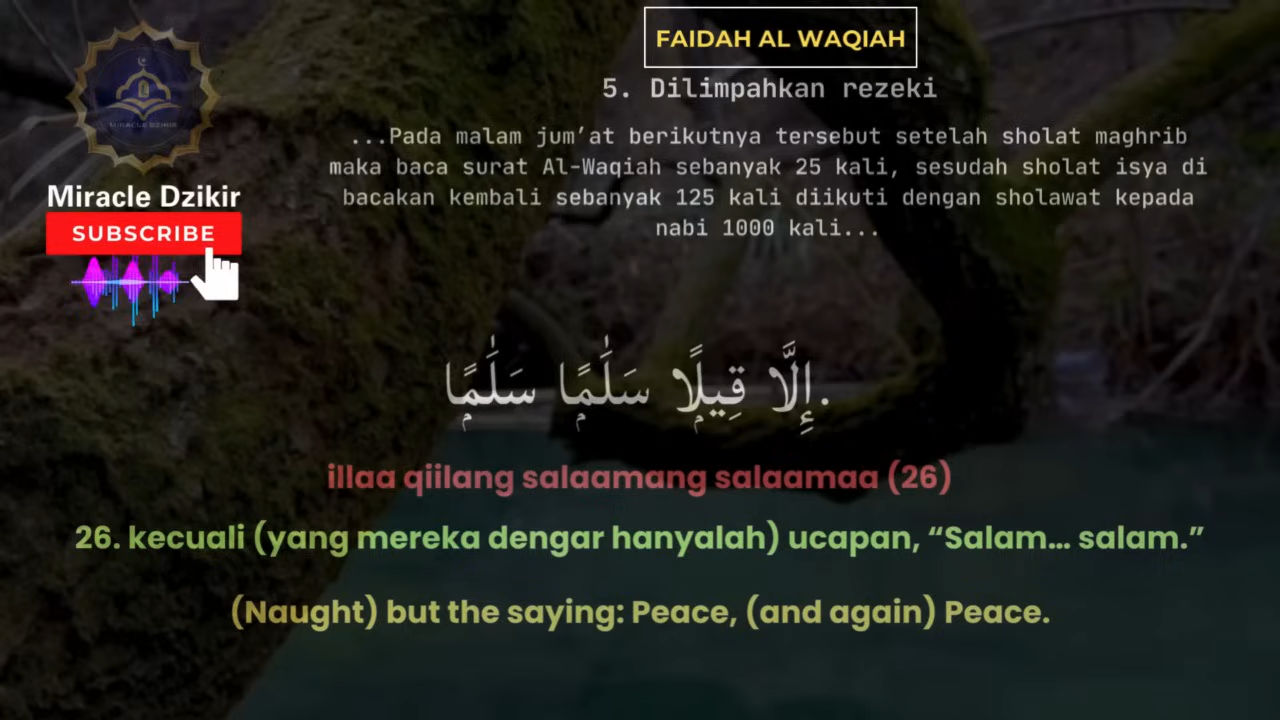 FAIDAH AL WAQIAH
5. Dilimpahkan rezeki
...Pada malam jum’at berikutnya tersebut setelah sholat maghrib
maka baca surat Al-Waqiah sebanyak 25 kali, sesudah sholat isya di
bacakan kembali sebanyak 125 kali diikuti dengan sholawat kepada
nabi 1000 kali...
MIRACLE DZIKIR
Miracle Dzikir
SUBSCRIBE
إِلَّا قِيلًۭا سَلَٰمًۭا سَلَٰمًۭا.
illaa qiilang salaamang salaamaa (26)
26. kecuali (yang mereka dengar hanyalah) ucapan, “Salam... salam.”
(Naught) but the saying: Peace, (and again) Peace.